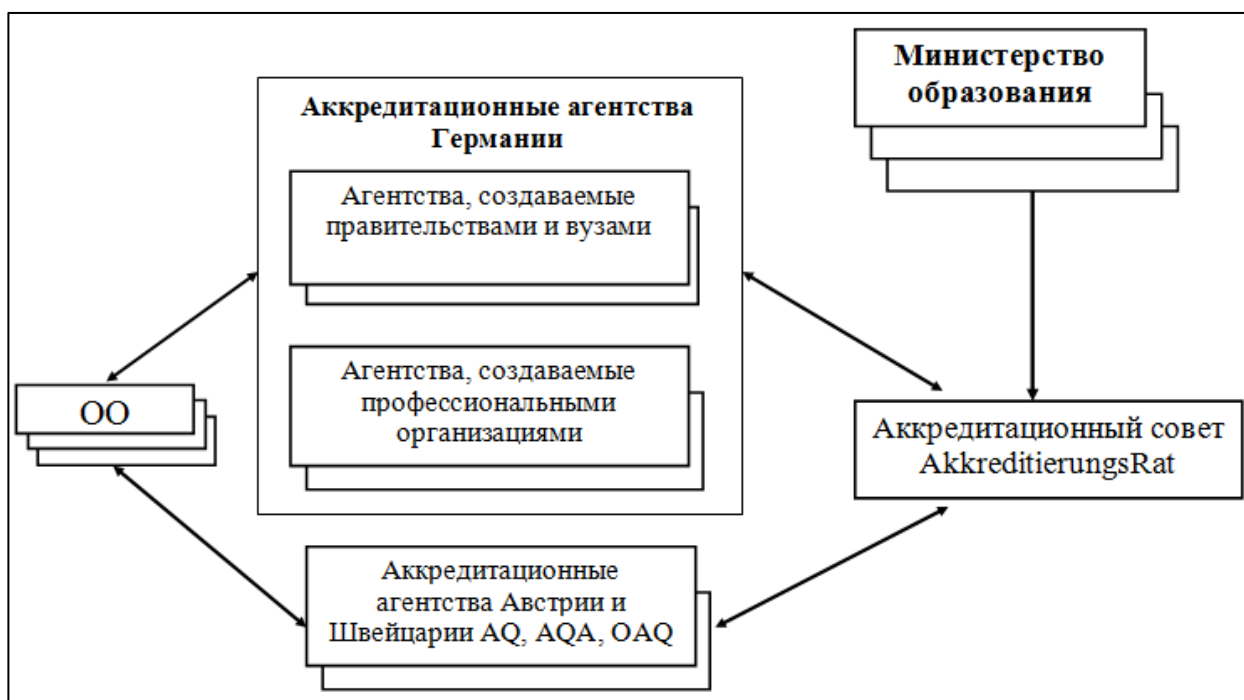 Министерство
образования
Аккредитационные агентства
Германии
Агентства, создаваемые
правительствами и вузами
Агентства, создаваемые
профессиональными
организациями
ОО
Аккредитационный совет
AkkreditierungsRat
Аккредитационные
агентства Австрии и
Швейцарии AQ, AQA, OAQ